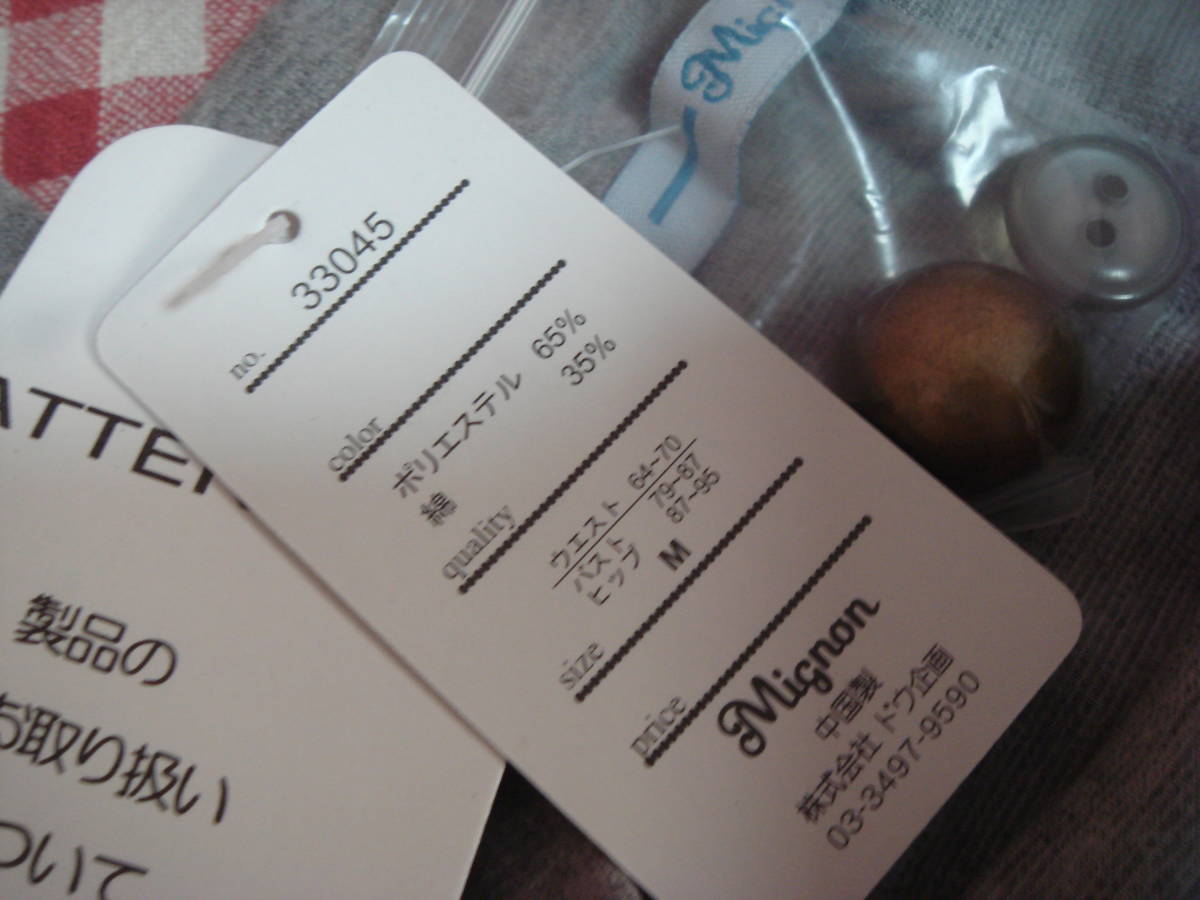 Mign
no. 33045
color
ポリエステル 65%
綿 35%
quality
ウエスト 64~70
バスト 79~87
ヒップ 87~95
M
size
price
Mignon
中国製
株式会社 ドウ企画
03-3497-9590
ATTE
製品の
お取り扱い
ついて